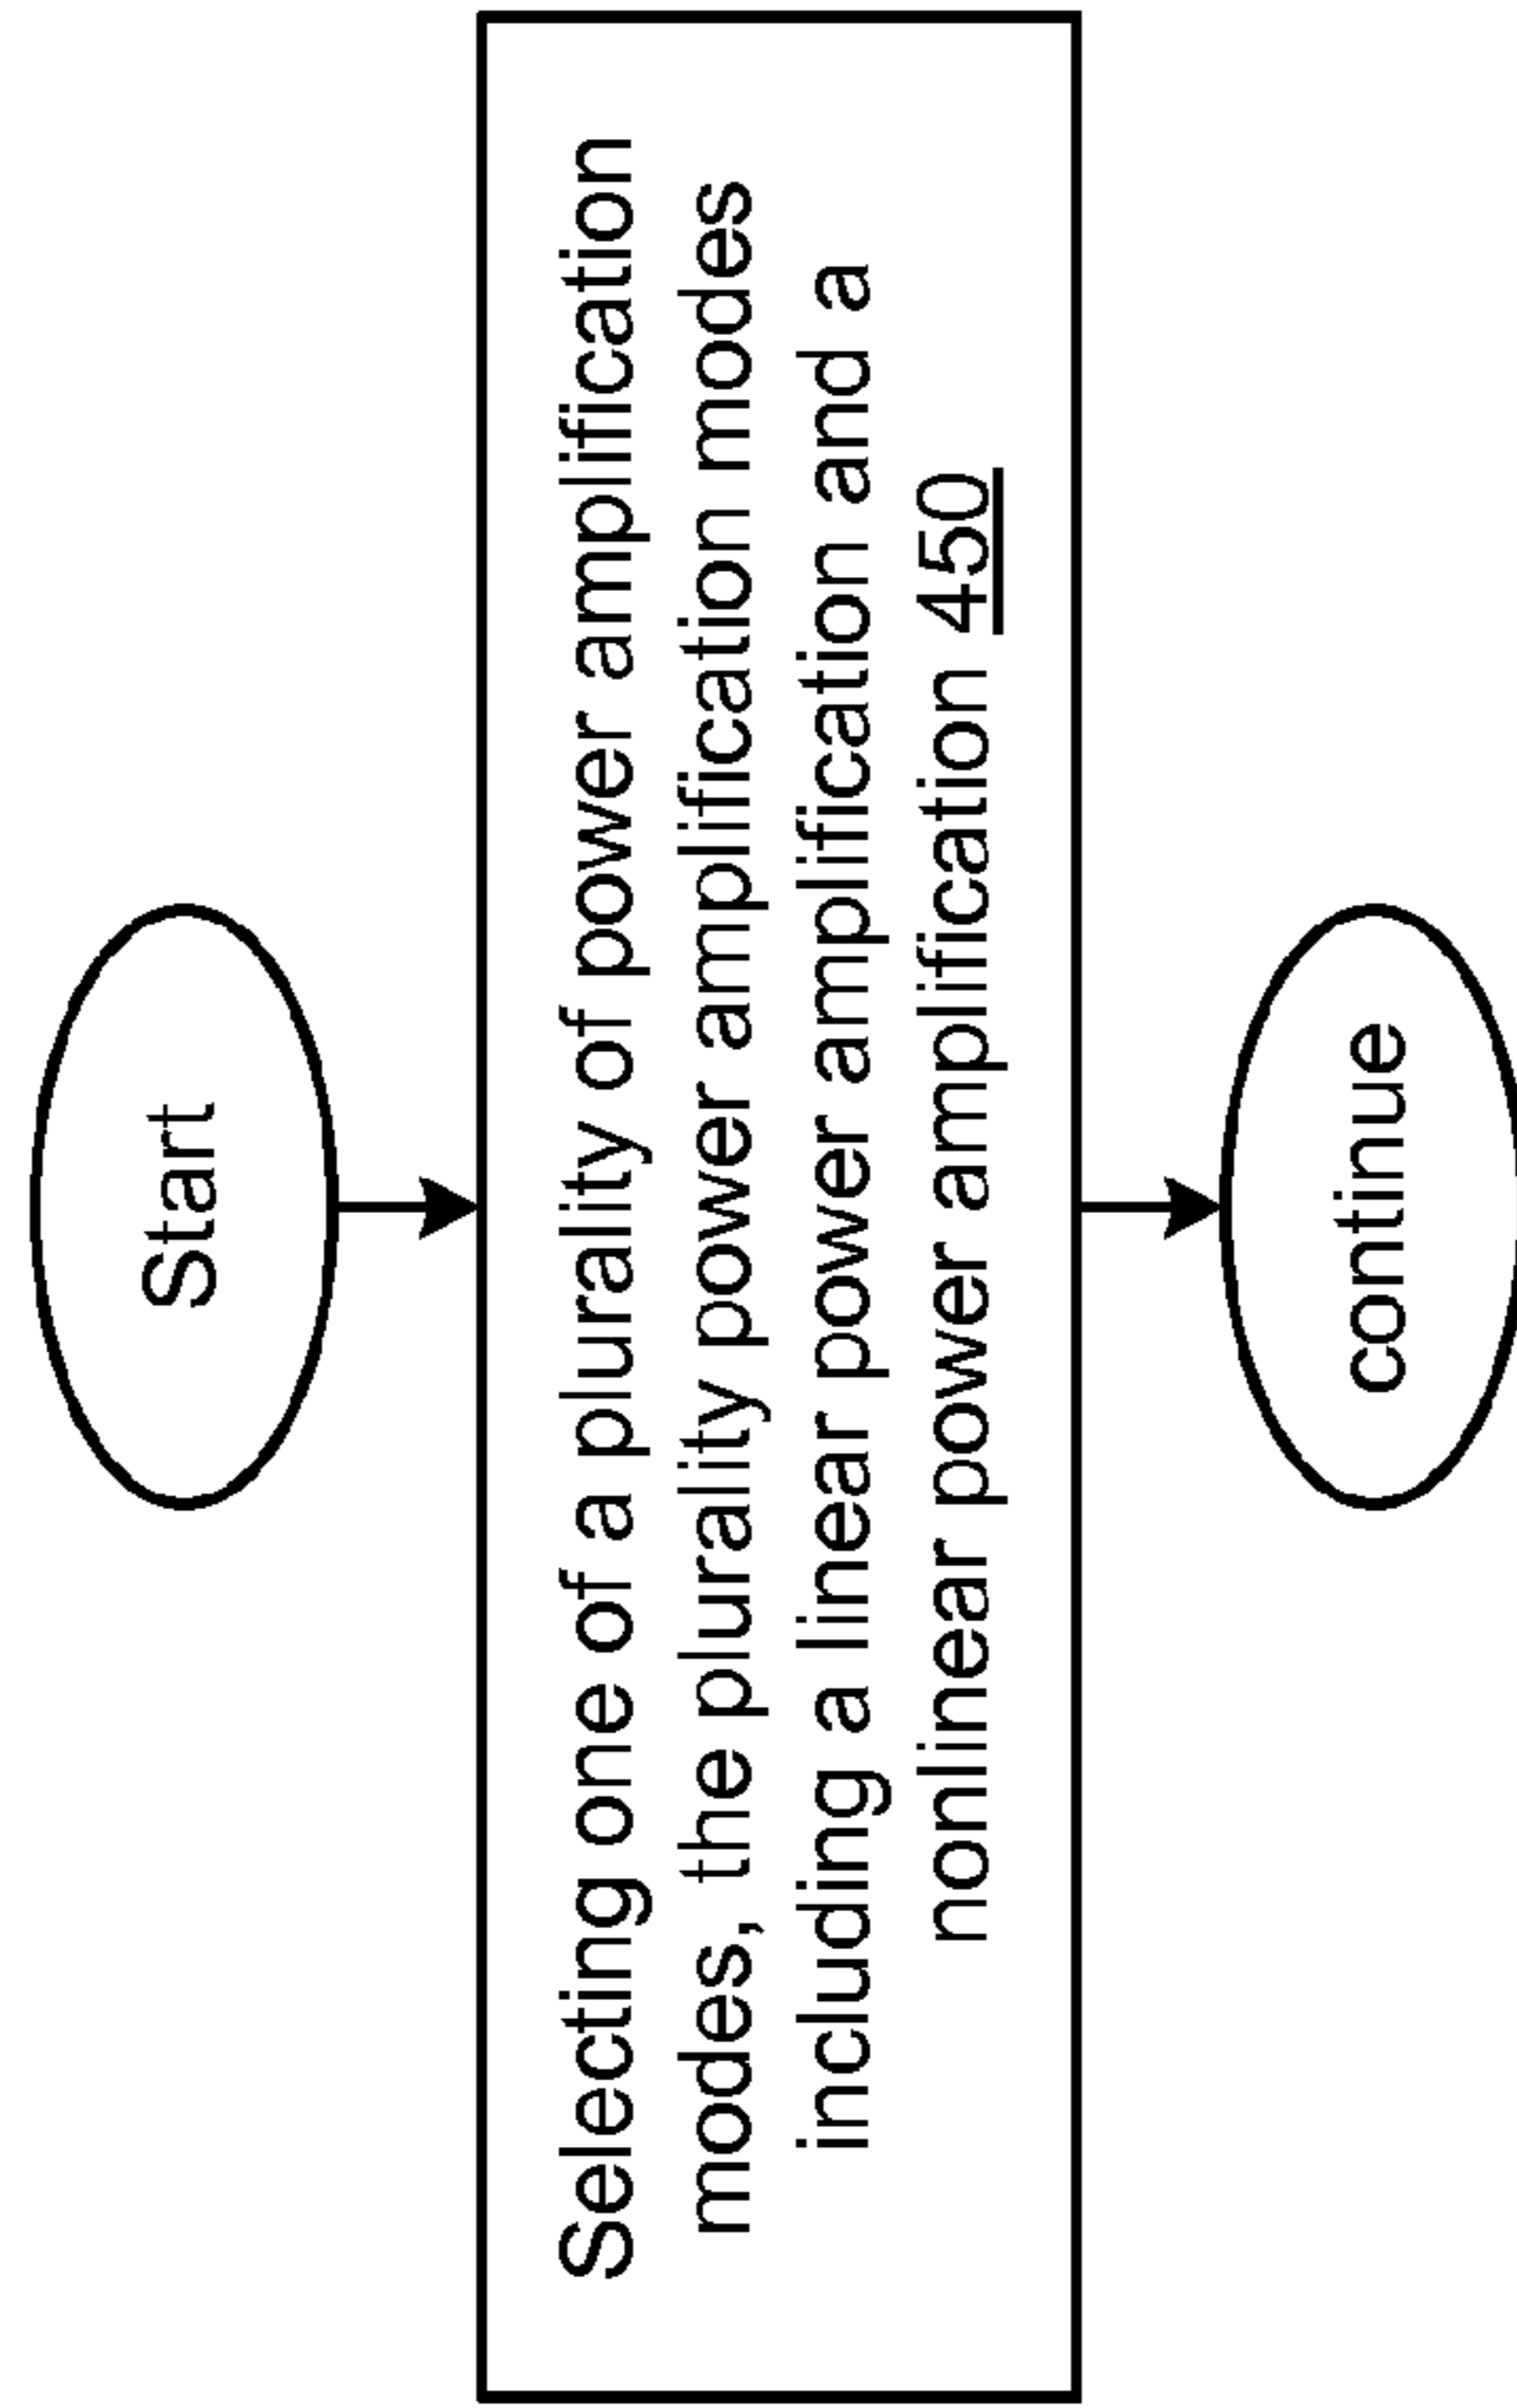 Start
Selecting one of a plurality of power amplification
modes, the plurality power amplification modes
including a linear power amplification and a
nonlinear power amplification 450
continue